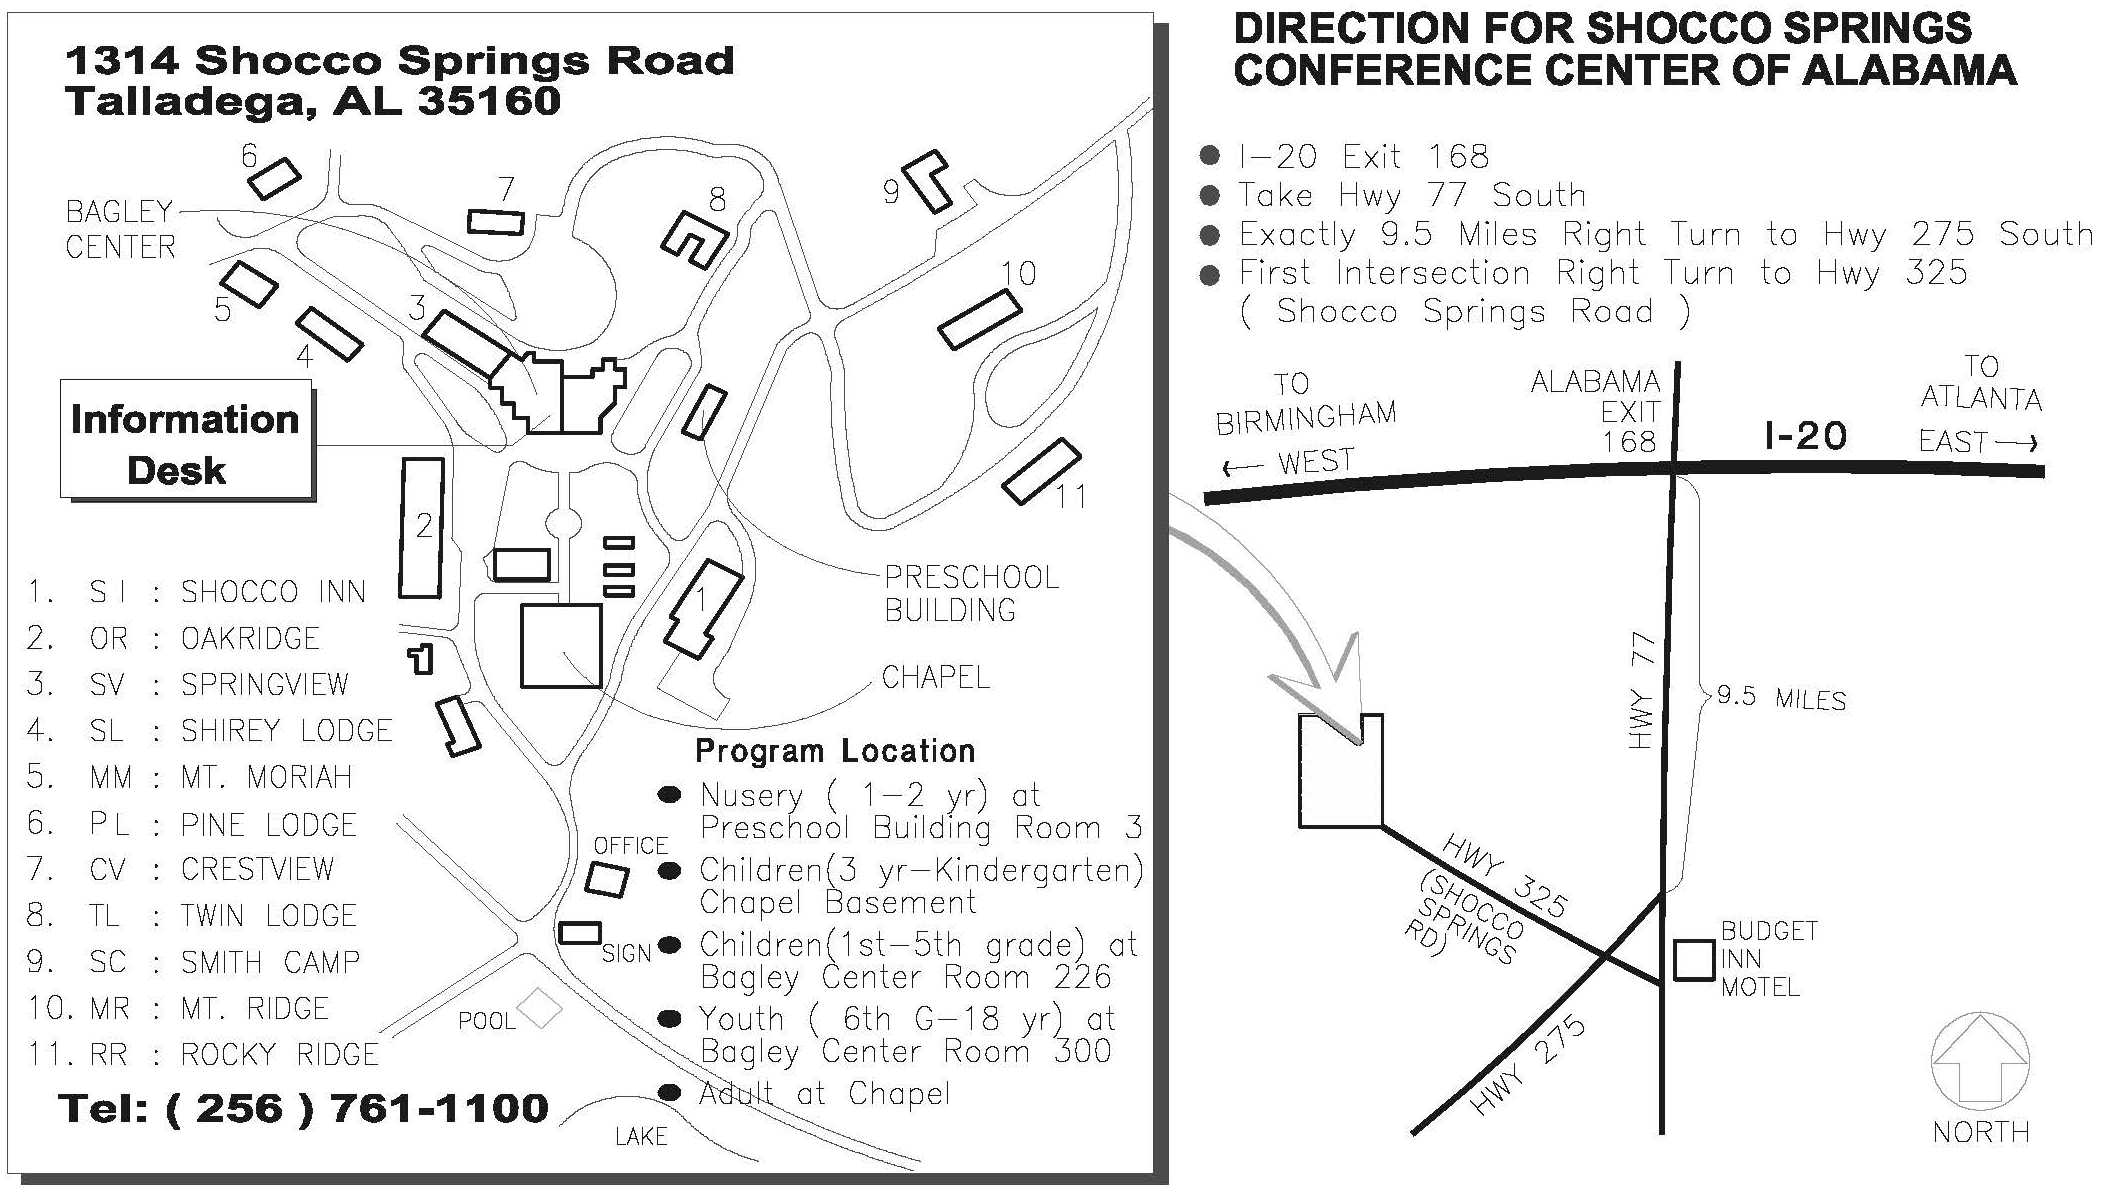 1314 Shocco Springs Road
Talladega, AL 35160
6
7
8
9
BAGLEY
CENTER
5
4
3
10
11
Information
Desk
2
1
PRESCHOOL
BUILDING
CHAPEL
1. S I : SHOCCO INN
2. OR : OAKRIDGE
3. SV : SPRINGVIEW
4. SL : SHIREY LODGE
5. MM : MT. MORIAH
6. P L : PINE LODGE
7. CV : CRESTVIEW
8. TL : TWIN LODGE
9. SC : SMITH CAMP
10. MR : MT. RIDGE
11. RR : ROCKY RIDGE
Tel: ( 256 ) 761-1100
OFFICE
SIGN
POOL
LAKE
Program Location
● Nusery ( 1-2 yr) at
Preschool Building Room 3
● Children(3 yr-Kindergarten)
Chapel Basement
● Children(1st-5th grade) at
Bagley Center Room 226
● Youth ( 6th G-18 yr) at
Bagley Center Room 300
● Adult at Chapel
DIRECTION FOR SHOCCO SPRINGS
CONFERENCE CENTER OF ALABAMA
● I-20 Exit 168
● Take Hwy 77 South
● Exactly 9.5 Miles Right Turn to Hwy 275 South
● First Intersection Right Turn to Hwy 325
( Shocco Springs Road )
TO
BIRMINGHAM
← WEST
ALABAMA
EXIT
168
I-20
TO
ATLANTA
EAST →
HWY 77
9.5 MILES
HWY 325
(SHOCCO
SPRINGS
RD)
HWY 275
BUDGET
INN
MOTEL
NORTH